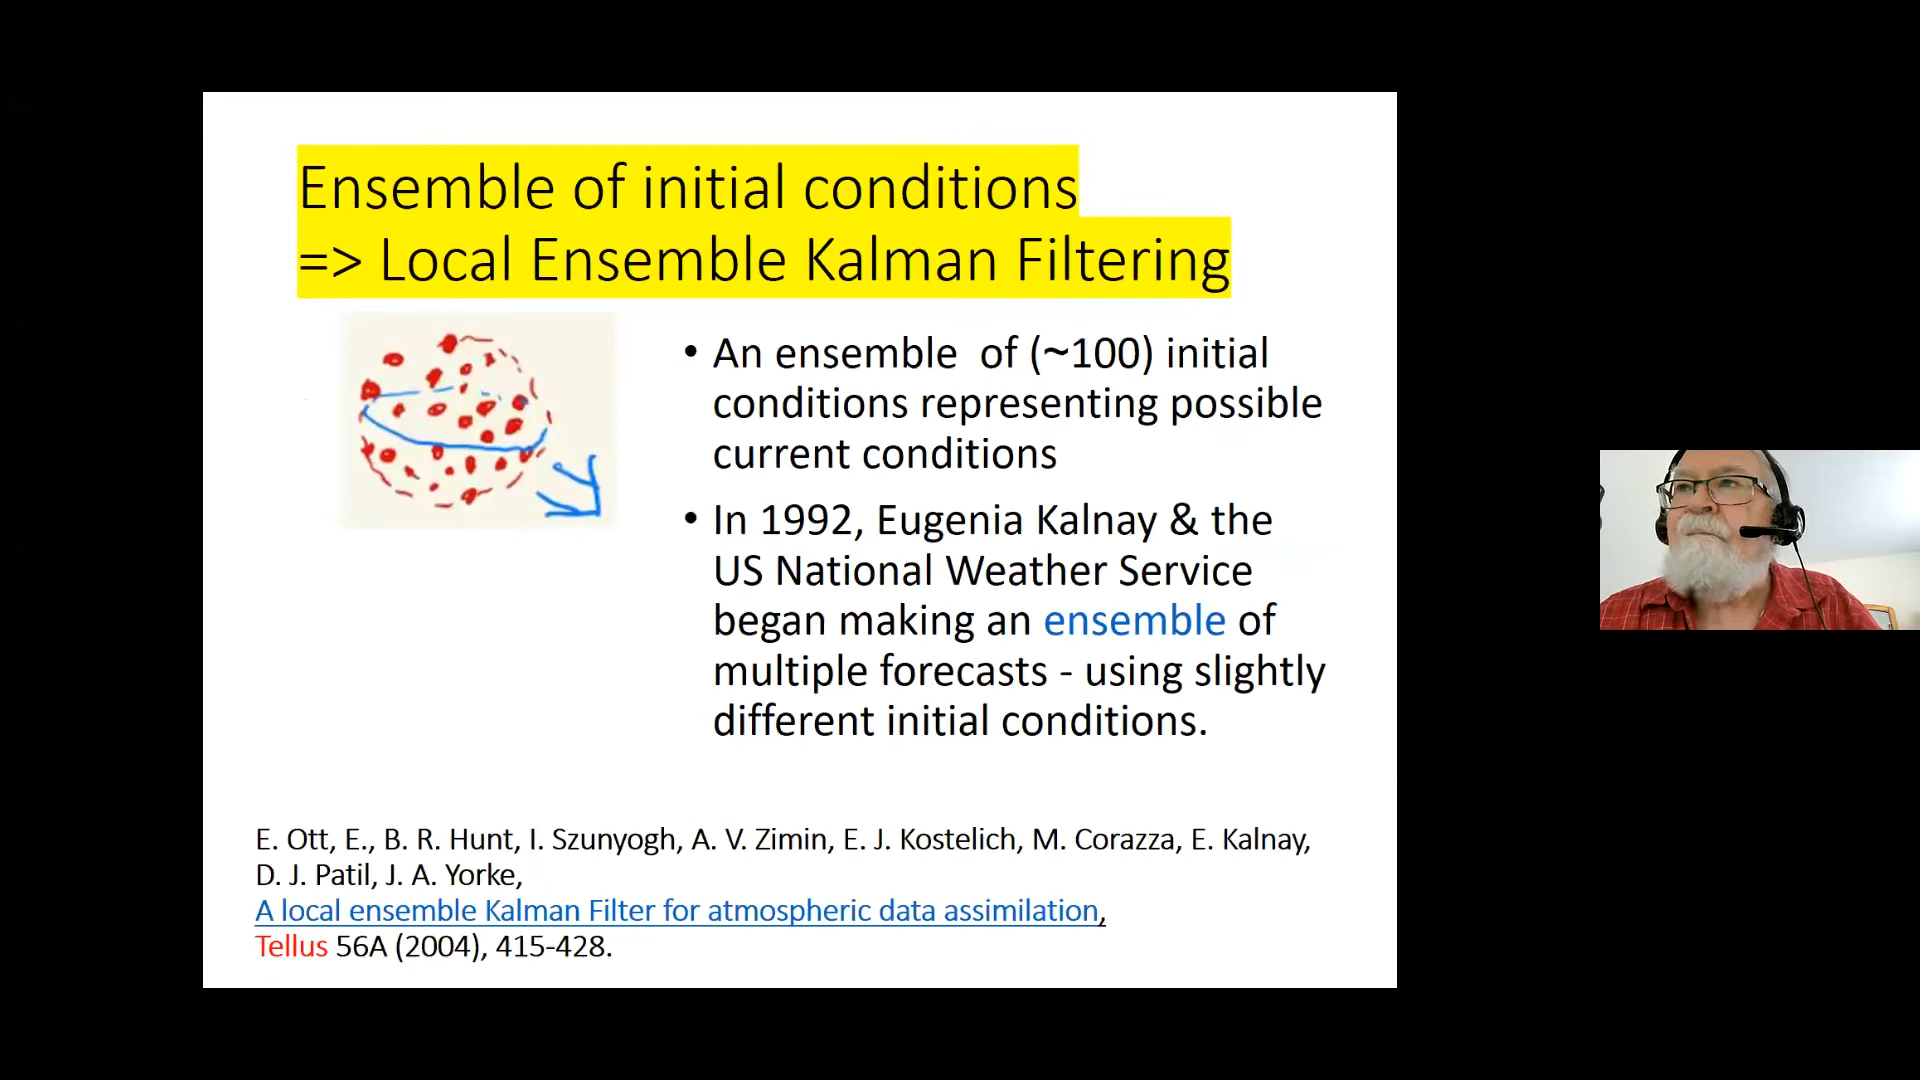 Ensemble of initial conditions
=> Local Ensemble Kalman Filtering
• An ensemble  of (~100) initial
conditions representing possible
current conditions
• In 1992, Eugenia Kalnay & the
US National Weather Service
began making an ensemble of
multiple forecasts - using slightly
different initial conditions.
E. Ott, E., B. R. Hunt, I. Szunyogh, A. V. Zimin, E. J. Kostelich, M. Corazza, E. Kalnay,
D. J. Patil, J. A. Yorke,
A local ensemble Kalman Filter for atmospheric data assimilation,
Tellus 56A (2004), 415-428.